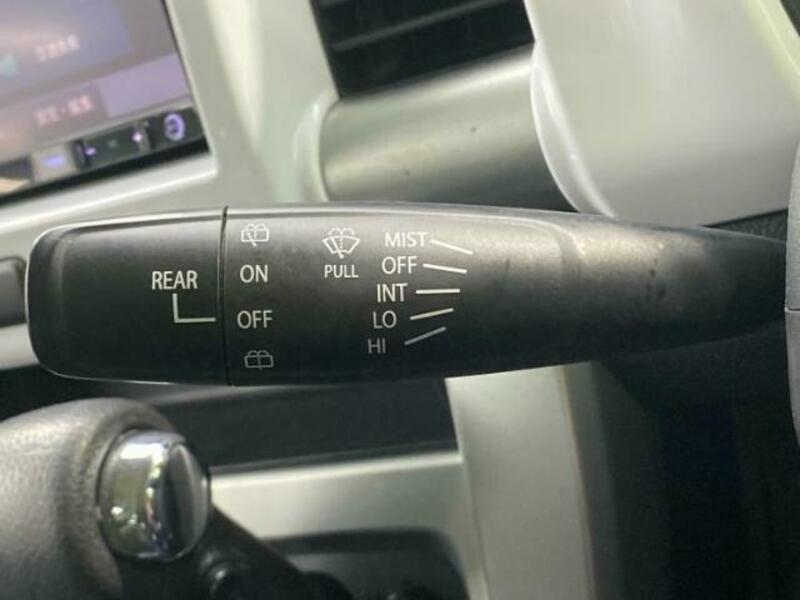 REAR
ON
OFF
PULL
MIST
OFF
INT
LO
HI